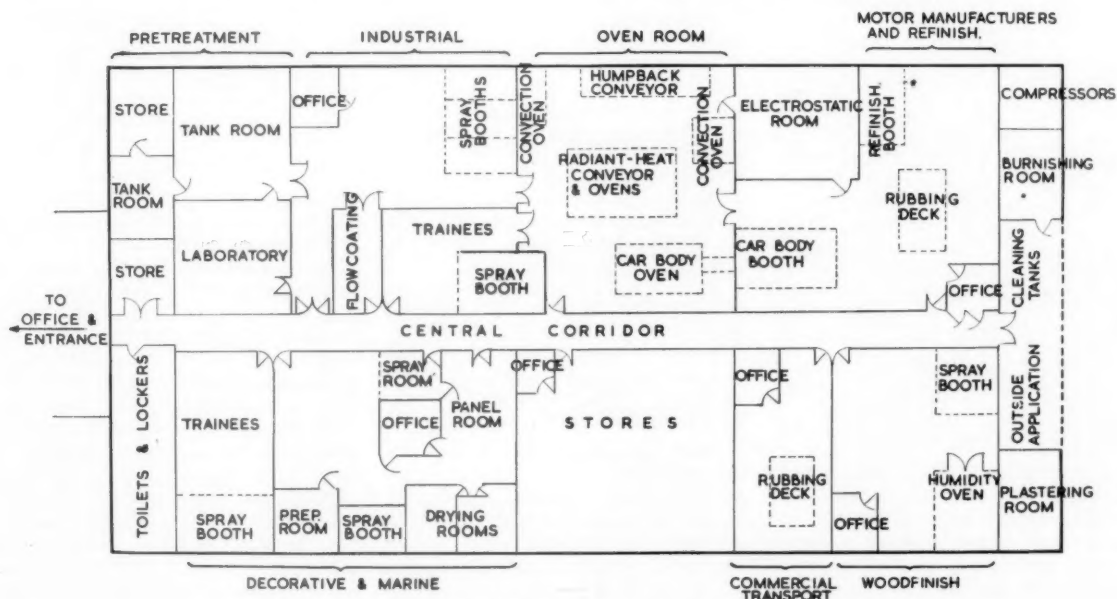 PRETREATMENT
INDUSTRIAL
OVEN ROOM
MOTOR MANUFACTURERS
AND REFINISH.
STORE
TANK ROOM
OFFICE
SPRAY
BOOTHS
CONVECTION
OVEN
HUMPBACK
CONVEYOR
CONVECTION
OVEN
ELECTROSTATIC
ROOM
REFINISH.
BOOTH
*
COMPRESSORS
TANK
ROOM
RADIANT-HEAT
CONVEYOR
& OVENS
BURNISHING
ROOM
*
RUBBING
DECK
STORE
LABORATORY
FLOWCOATING
TRAINEES
SPRAY
BOOTH
CAR BODY
OVEN
CAR BODY
BOOTH
OFFICE
CLEANING
TANKS
TO
OFFICE &
ENTRANCE
CENTRAL CORRIDOR
TOILETS & LOCKERS
TRAINEES
SPRAY
ROOM
OFFICE
PANEL
ROOM
OFFICE
STORES
OFFICE
SPRAY
BOOTH
OUTSIDE
APPLICATION
SPRAY
BOOTH
PREP.
ROOM
SPRAY
BOOTH
DRYING
ROOMS
RUBBING
DECK
OFFICE
HUMIDITY
OVEN
PLASTERING
ROOM
DECORATIVE & MARINE
COMMERCIAL
TRANSPORT
WOODFINISH